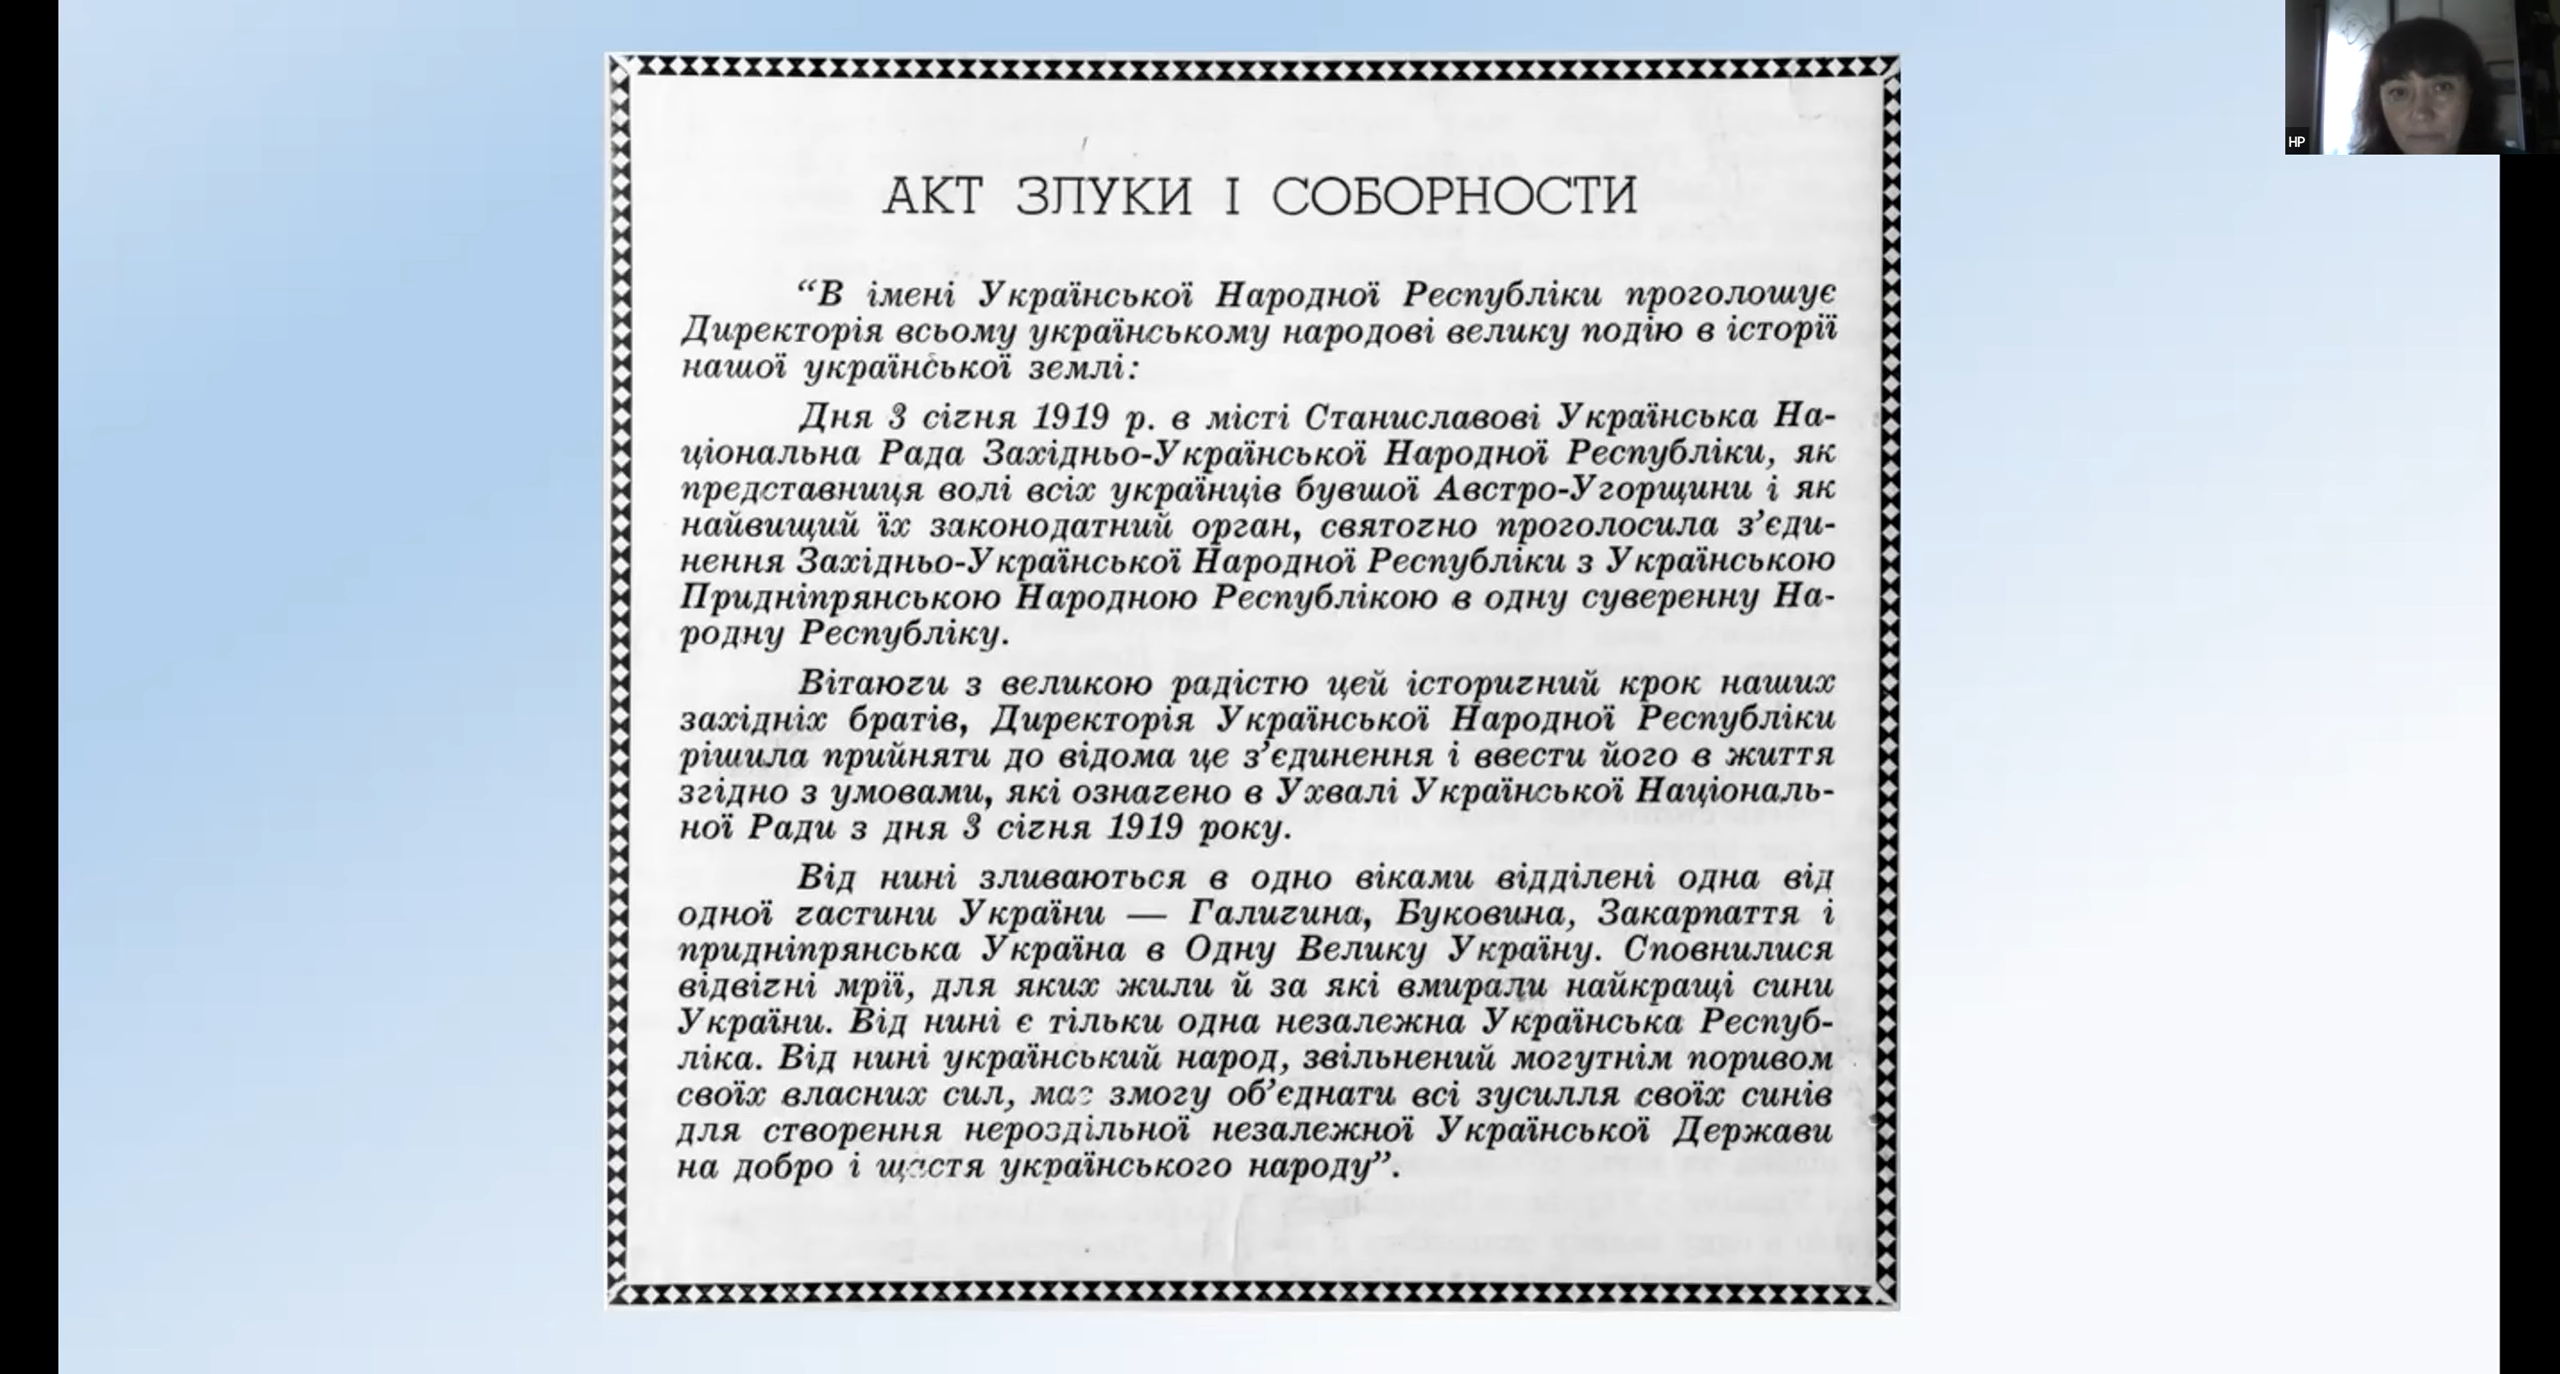 HP
АКТ ЗЛУКИ І СОБОРНОСТИ
“В імені Української Народної Республіки проголошує
Директорія всьому українському народові велику подію в історії
нашої української землі:
Дня 3 січня 1919 р. в місті Станиславові Українська На-
ціональна Рада Західньо-Української Народної Республіки, як
представниця волі всіх українців бувшої Австро-Угорщини і як
найвищий їх законодатний орган, святочно проголосила з’єди-
нення Західньо-Української Народної Республіки з Українською
Придніпрянською Народною Республікою в одну суверенну На-
родну Республіку.
Вітаючи з великою радістю цей історичний крок наших
західніх братів, Директорія Української Народної Республіки
рішила прийняти до відома це з’єдинення і ввести його в життя
згідно з умовами, які означено в Ухвалі Української Національ-
ної Ради з дня 3 січня 1919 року.
Від нині зливаються в одно віками відділені одна від
одної частини України — Галичина, Буковина, Закарпаття і
придніпрянська Україна в Одну Велику Україну. Сповнилися
відвічні мрії, для яких жили й за які вмирали найкращі сини
України. Від нині є тільки одна незалежна Українська Респуб-
ліка. Від нині український народ, звільнений могутнім поривом
своїх власних сил, має змогу об’єднати всі зусилля своїх синів
для створення нероздільної незалежної Української Держави
на добро і щастя українського народу”.